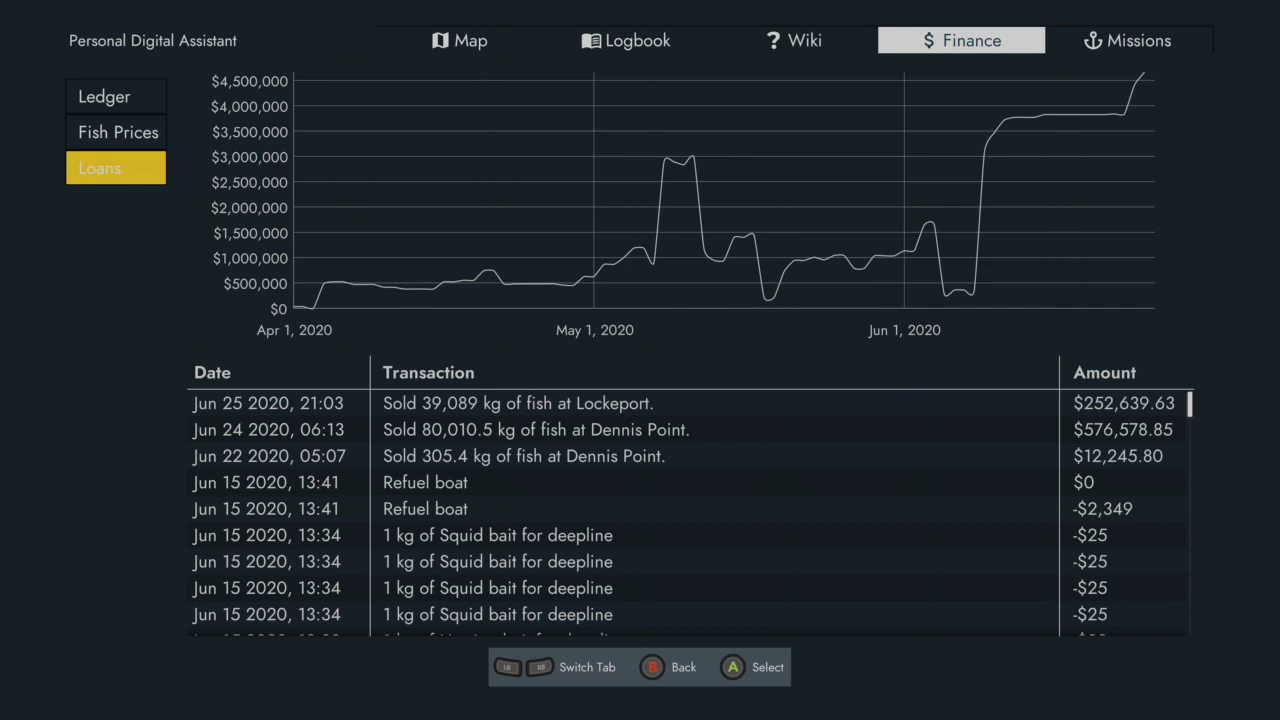 Personal Digital Assistant
Map
Logbook
? Wiki
$ Finance
Missions
Ledger
Fish Prices
Loans
$4,500,000
$4,000,000
$3,500,000
$3,000,000
$2,500,000
$2,000,000
$1,500,000
$1,000,000
$500,000
$0
Apr 1, 2020 May 1, 2020 Jun 1, 2020
Date Transaction Amount
Jun 25 2020, 21:03 Sold 39,089 kg of fish at Lockeport. $252,639.63
Jun 24 2020, 06:13 Sold 80,010.5 kg of fish at Dennis Point. $576,578.85
Jun 22 2020, 05:07 Sold 305.4 kg of fish at Dennis Point. $12,245.80
Jun 15 2020, 13:41 Refuel boat $0
Jun 15 2020, 13:41 Refuel boat -$2,349
Jun 15 2020, 13:34 1 kg of Squid bait for deepline -$25
Jun 15 2020, 13:34 1 kg of Squid bait for deepline -$25
Jun 15 2020, 13:34 1 kg of Squid bait for deepline -$25
Jun 15 2020, 13:34 1 kg of Squid bait for deepline -$25
LB RB Switch Tab B Back A Select